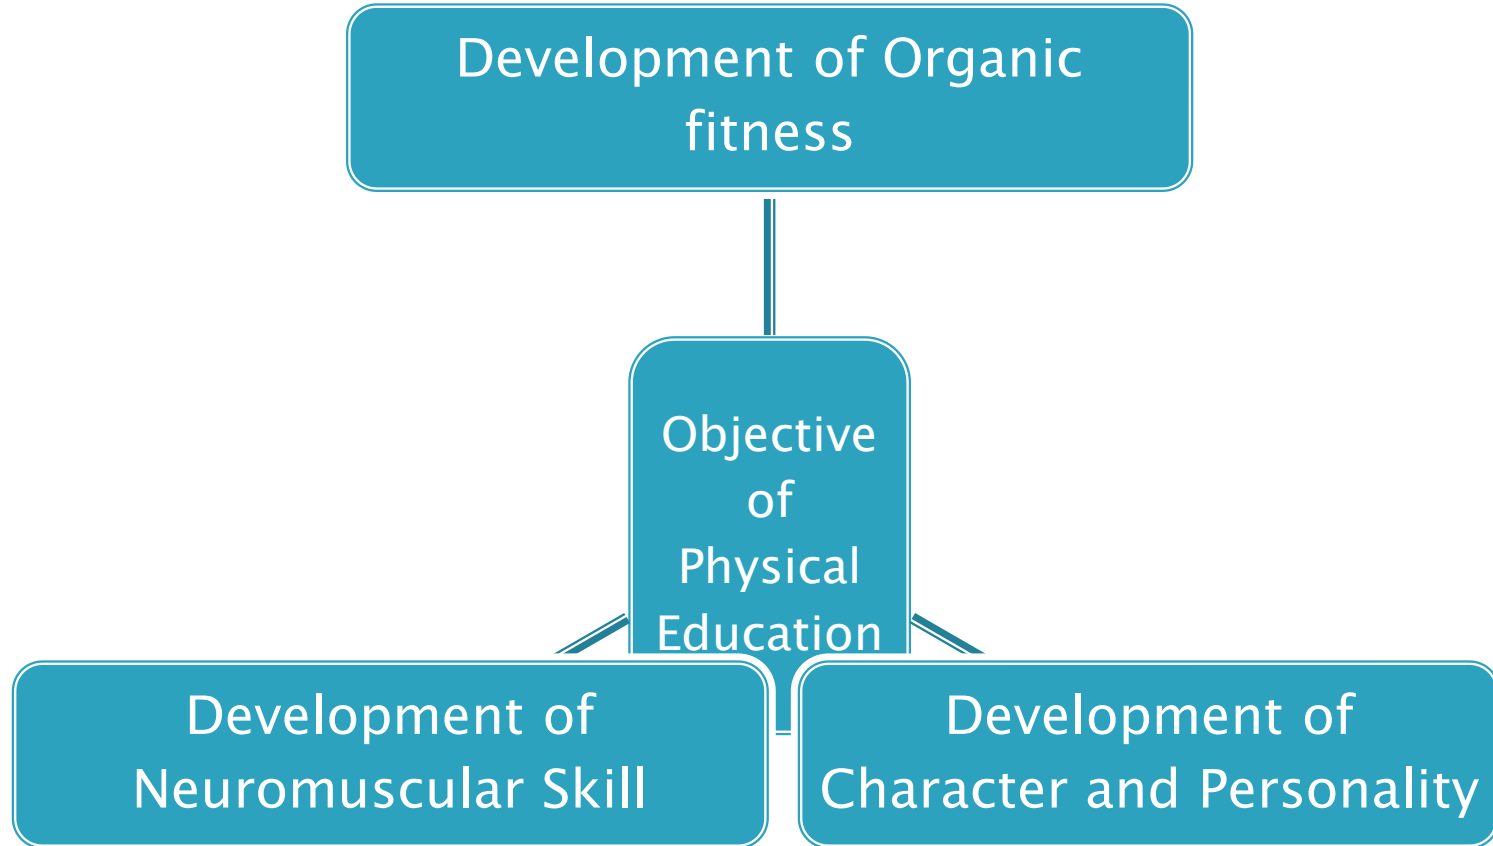 Development of Organic
fitness
Objective
of
Physical
Education
Development of
Neuromuscular Skill
Development of
Character and Personality